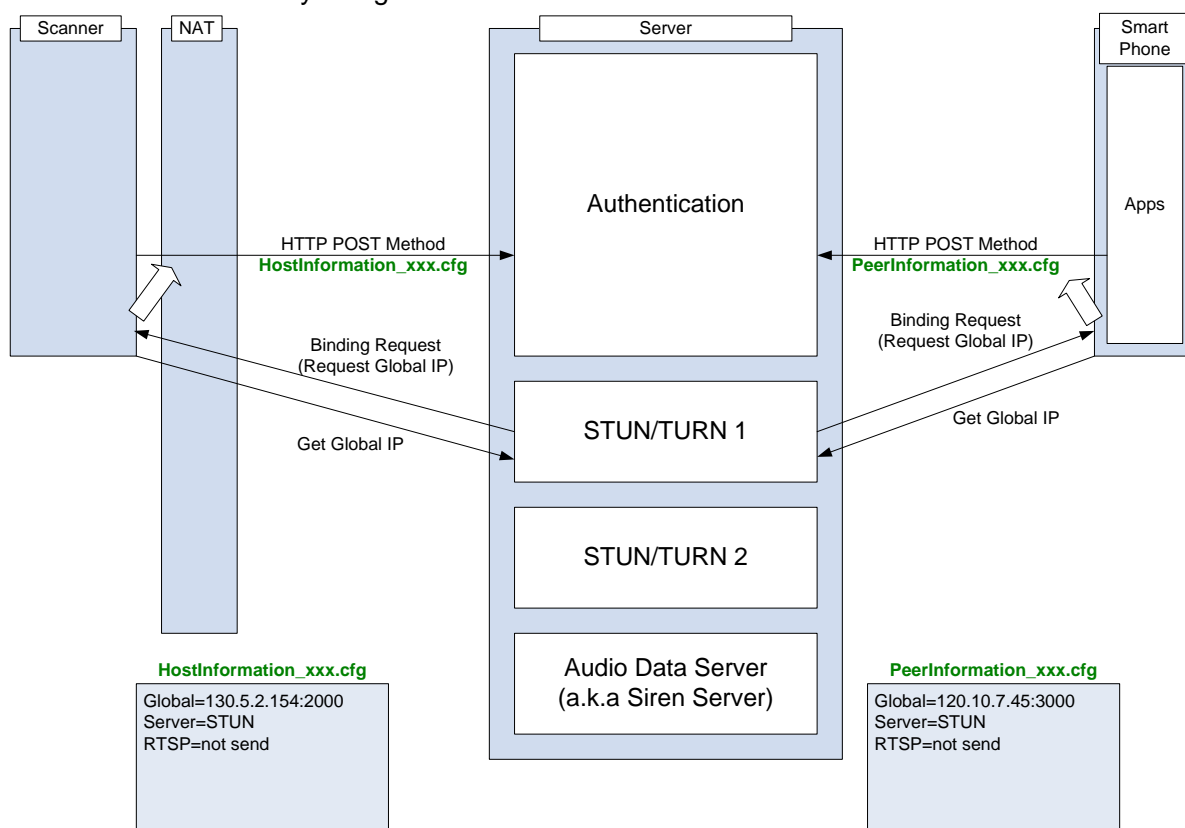 Scanner
NAT
Server
Smart
Phone
Authentication
Apps
HTTP POST Method
HostInformation_xxx.cfg
HTTP POST Method
PeerInformation_xxx.cfg
Binding Request
(Request Global IP)
Binding Request
(Request Global IP)
Get Global IP
STUN/TURN 1
Get Global IP
STUN/TURN 2
Audio Data Server
(a.k.a Siren Server)
HostInformation_xxx.cfg
Global=130.5.2.154:2000
Server=STUN
RTSP=not send
PeerInformation_xxx.cfg
Global=120.10.7.45:3000
Server=STUN
RTSP=not send